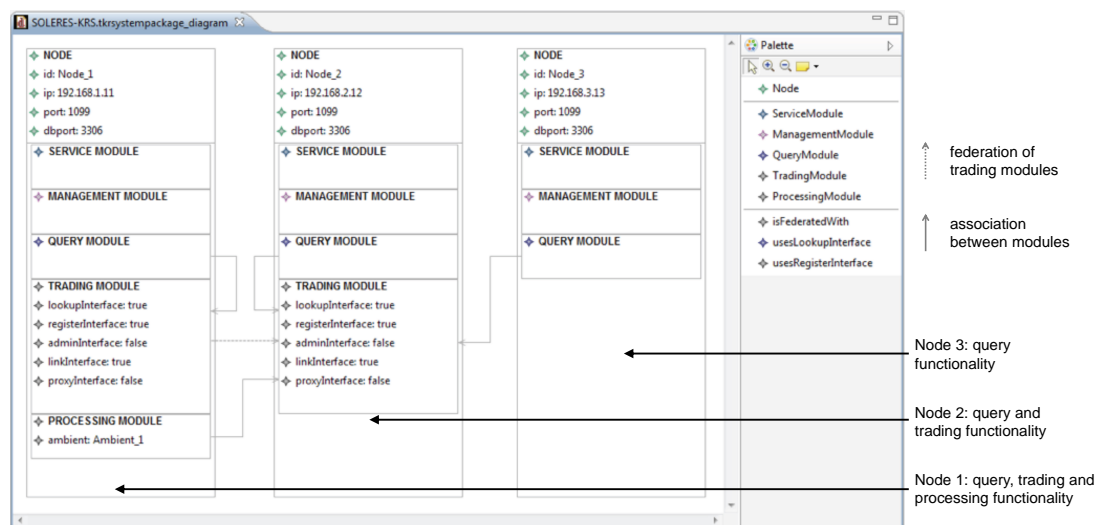 SOLERES-KRS.tkrsystempackage_diagram
NODE
id: Node_1
ip: 192.168.1.11
port: 1099
dbport: 3306
SERVICE MODULE
MANAGEMENT MODULE
QUERY MODULE
TRADING MODULE
lookupInterface: true
registerInterface: true
adminInterface: false
linkInterface: true
proxyInterface: false
PROCESSING MODULE
ambient: Ambient_1
NODE
id: Node_2
ip: 192.168.2.12
port: 1099
dbport: 3306
SERVICE MODULE
MANAGEMENT MODULE
QUERY MODULE
TRADING MODULE
lookupInterface: true
registerInterface: true
adminInterface: false
linkInterface: true
proxyInterface: false
NODE
id: Node_3
ip: 192.168.3.13
port: 1099
dbport: 3306
SERVICE MODULE
MANAGEMENT MODULE
QUERY MODULE
Palette
Node
ServiceModule
ManagementModule
QueryModule
TradingModule
ProcessingModule
isFederatedWith
usesLookupInterface
usesRegisterInterface
federation of
trading modules
association
between modules
Node 3: query
functionality
Node 2: query and
trading functionality
Node 1: query, trading and
processing functionality